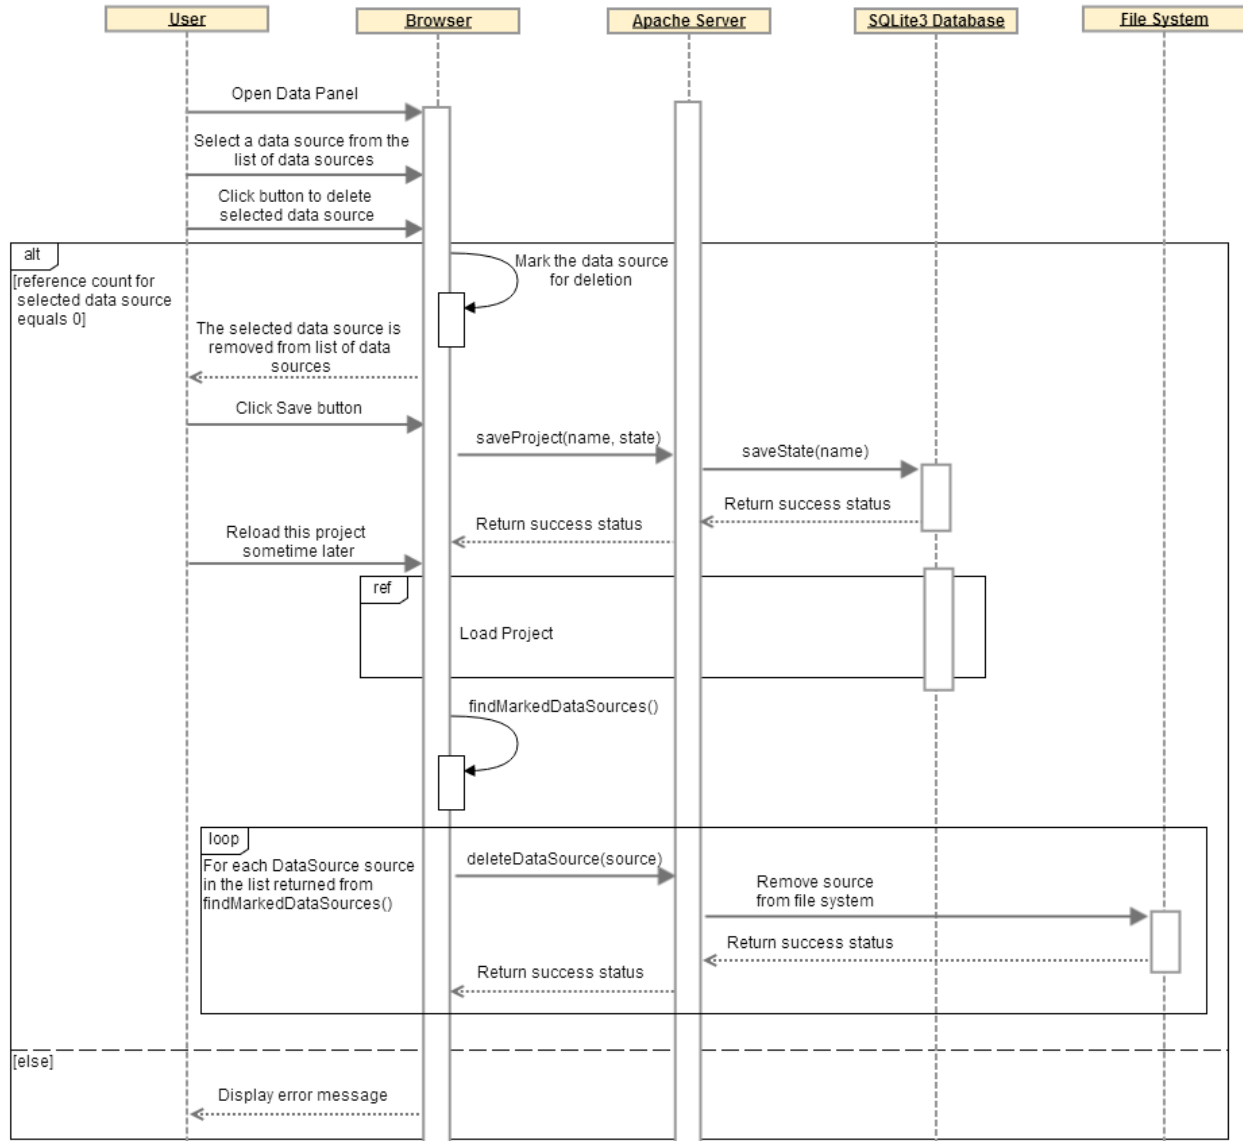 User
Browser
Apache Server
SQLite3 Database
File System
Open Data Panel
Select a data source from the
list of data sources
Click button to delete
selected data source
alt
[reference count for
selected data source
equals 0]
Mark the data source
for deletion
The selected data source is
removed from list of data
sources
Click Save button
saveProject(name, state)
saveState(name)
Return success status
Return success status
Reload this project
sometime later
ref
Load Project
findMarkedDataSources()
loop
For each DataSource source
in the list returned from
findMarkedDataSources()
deleteDataSource(source)
Remove source
from file system
Return success status
Return success status
[else]
Display error message